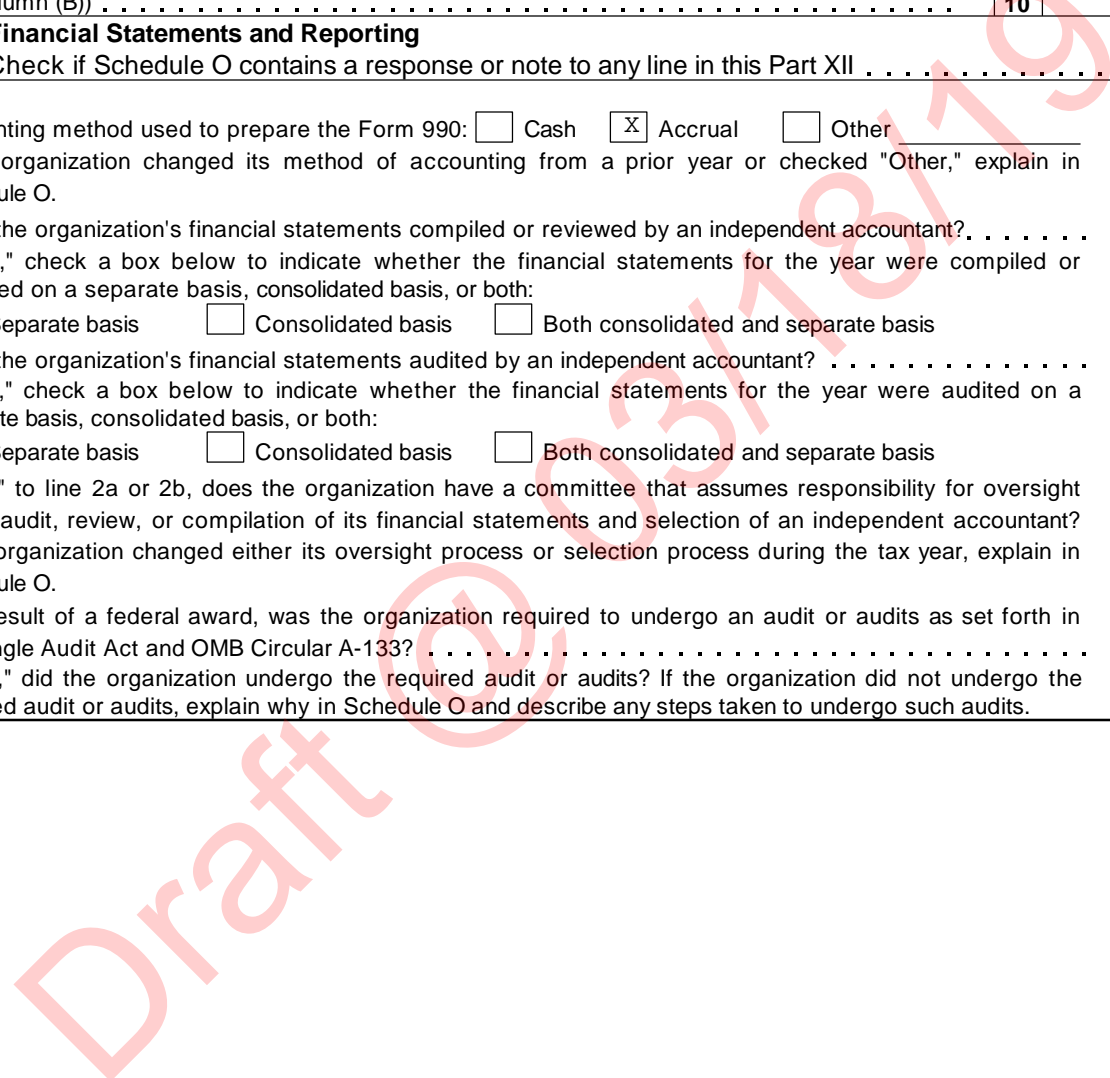 lumn (B)) . . . . . . . . . . . . . . . . . . . . . . . . . . . . . . . . . . . . . . . . . . . . . . . 10
Financial Statements and Reporting
Check if Schedule O contains a response or note to any line in this Part XII . . . . . . . . . . . . .
nting method used to prepare the Form 990: Cash X Accrual Other
organization changed its method of accounting from a prior year or checked "Other," explain in
ule O.
the organization's financial statements compiled or reviewed by an independent accountant? . . . . . . .
," check a box below to indicate whether the financial statements for the year were compiled or
ed on a separate basis, consolidated basis, or both:
Separate basis Consolidated basis Both consolidated and separate basis
the organization's financial statements audited by an independent accountant? . . . . . . . . . . . . . .
," check a box below to indicate whether the financial statements for the year were audited on a
te basis, consolidated basis, or both:
Separate basis Consolidated basis Both consolidated and separate basis
" to line 2a or 2b, does the organization have a committee that assumes responsibility for oversight
audit, review, or compilation of its financial statements and selection of an independent accountant?
organization changed either its oversight process or selection process during the tax year, explain in
ule O.
esult of a federal award, was the organization required to undergo an audit or audits as set forth in
ngle Audit Act and OMB Circular A-133? . . . . . . . . . . . . . . . . . . . . . . . . . . . . . . . . . . .
," did the organization undergo the required audit or audits? If the organization did not undergo the
ed audit or audits, explain why in Schedule O and describe any steps taken to undergo such audits.
Draft @ 03/18/19